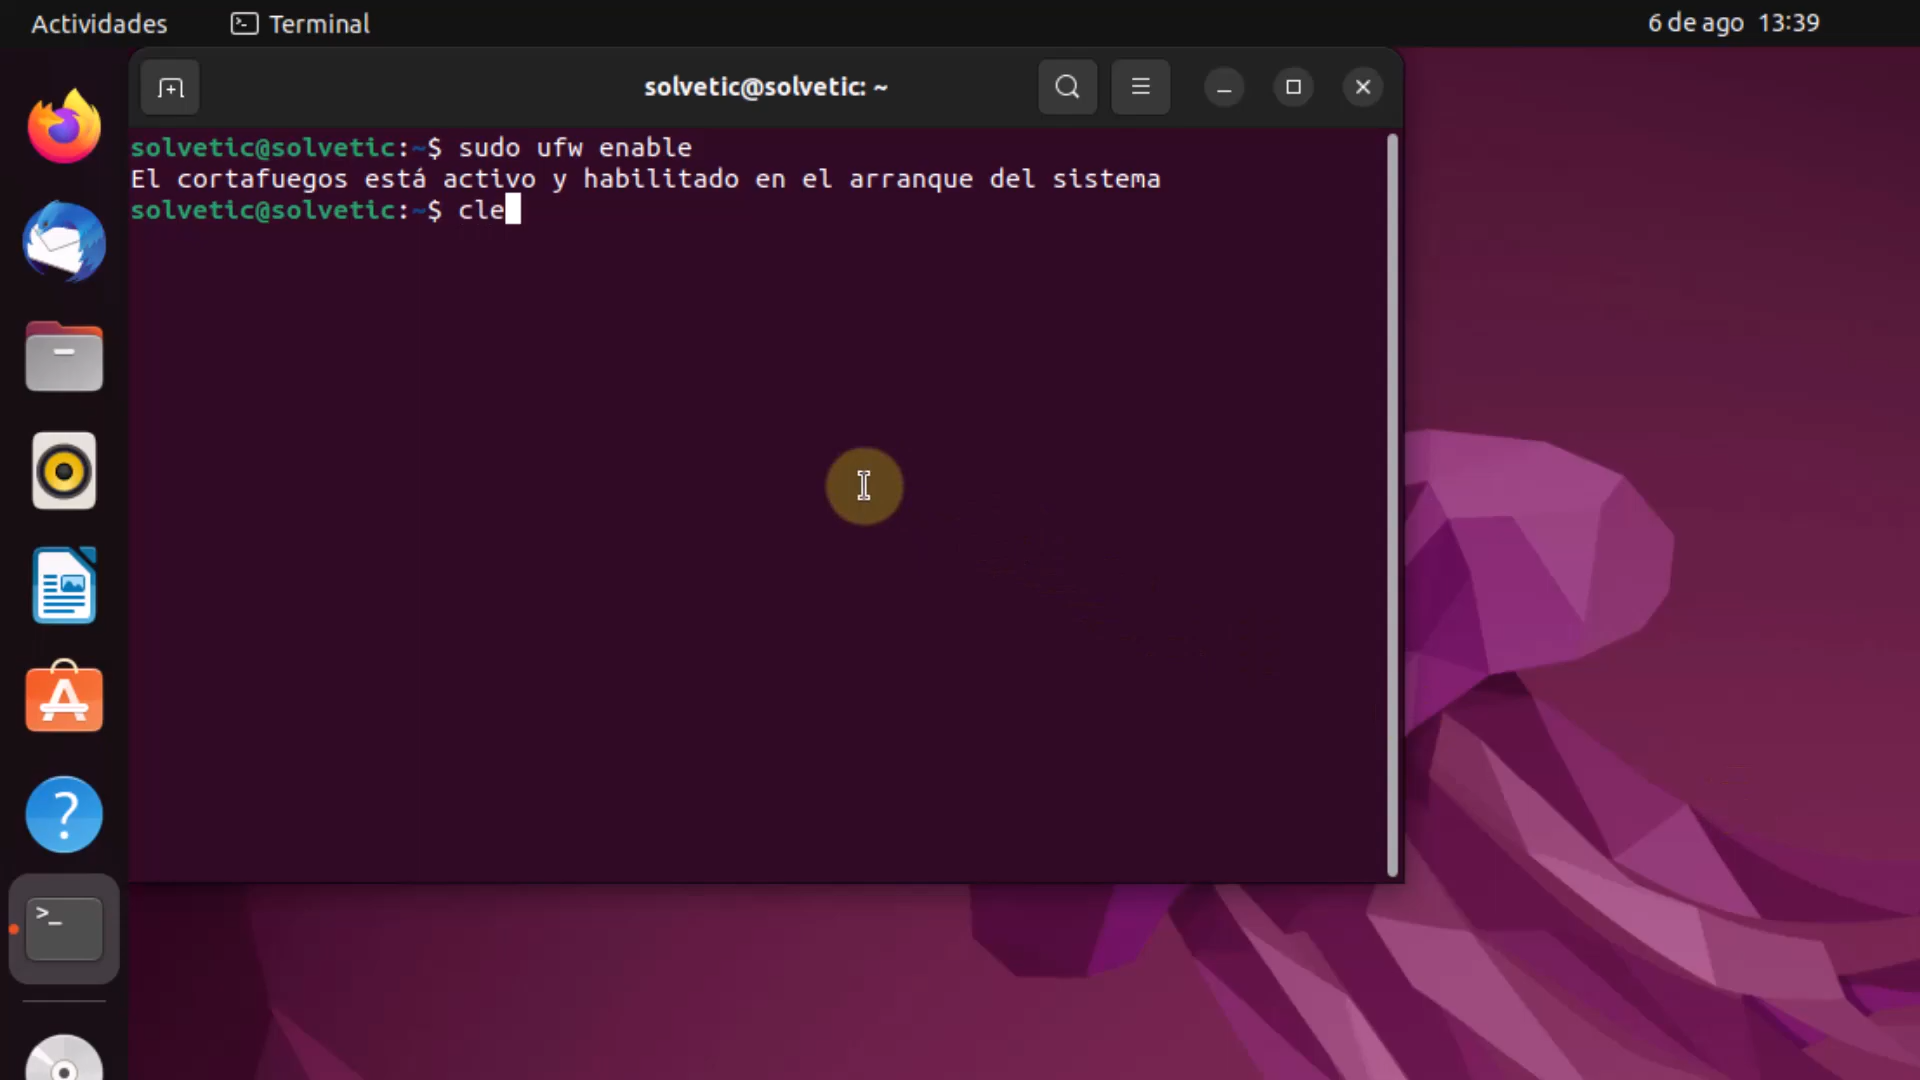 Actividades
Terminal
6 de ago 13:39
solvetic@solvetic: ~
solvetic@solvetic:~$ sudo ufw enable
El cortafuegos está activo y habilitado en el arranque del sistema
solvetic@solvetic:~$ cle